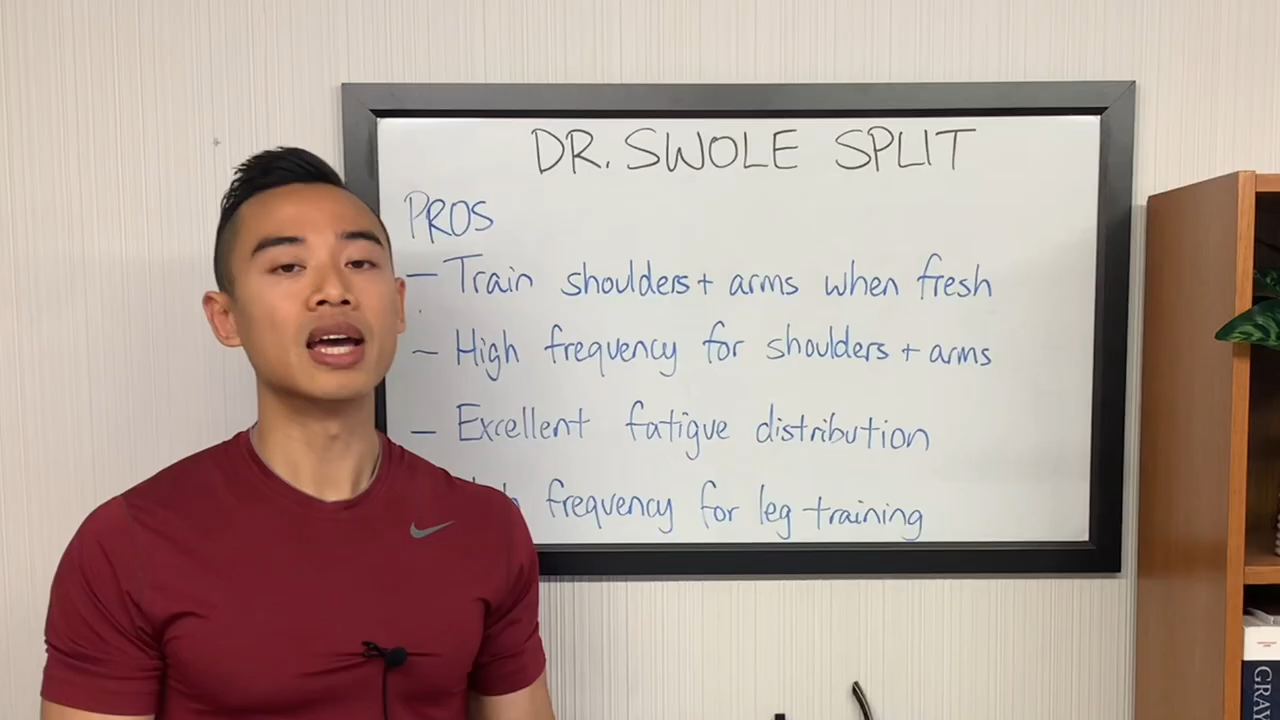 DR. SWOLE SPLIT
PROS
- Train shoulders + arms when fresh
- High frequency for shoulders + arms
- Excellent fatigue distribution
frequency for leg training
GRAY